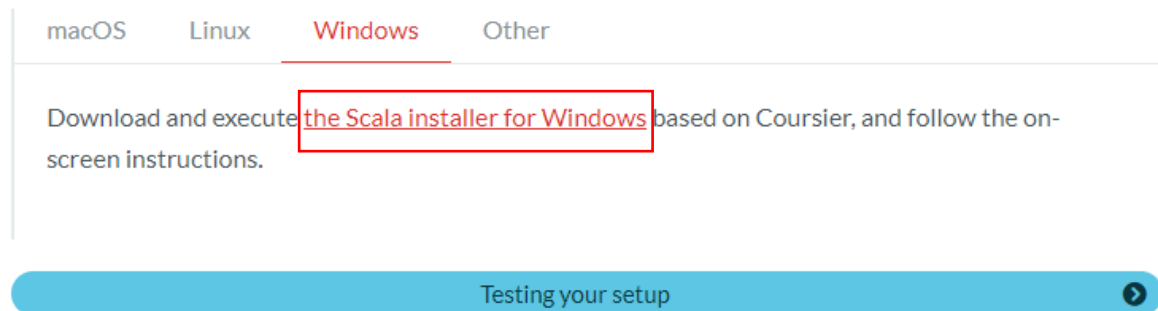 macOS Linux Windows Other
Download and execute the Scala installer for Windows based on Coursier, and follow the on-
screen instructions.
Testing your setup